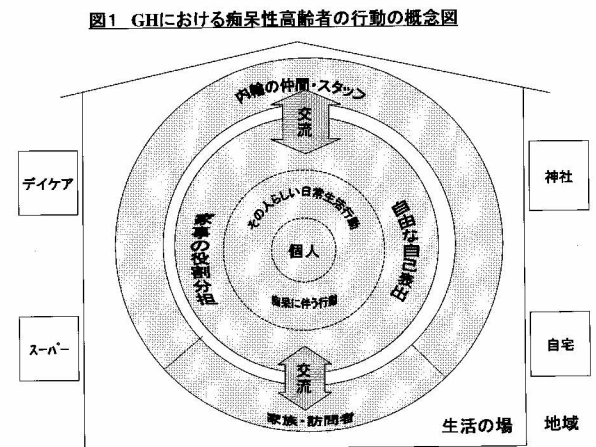 図1 GHにおける痴呆性高齢者の行動の概念図
内輪の仲間・スタッフ
交流
デイケア
神社
その人らしい日常生活行動
家事の役割分担
自由な自己表出
個人
痴呆に伴う行動
スーパー
自宅
交流
家族・訪問者
生活の場
地域